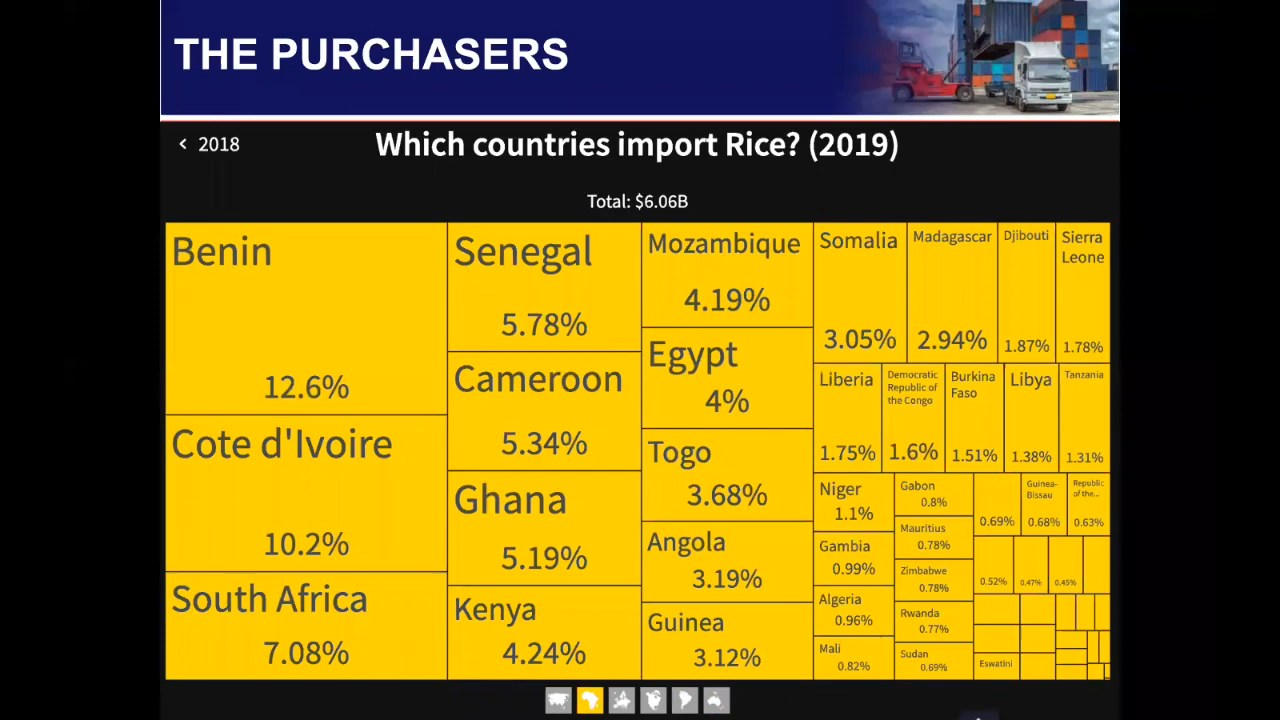 THE PURCHASERS
< 2018
Which countries import Rice? (2019)
Total: $6.06B
Benin
12.6%
Cote d'Ivoire
10.2%
South Africa
7.08%
Senegal
5.78%
Cameroon
5.34%
Ghana
5.19%
Kenya
4.24%
Mozambique
4.19%
Egypt
4%
Togo
3.68%
Angola
3.19%
Guinea
3.12%
Somalia
3.05%
Madagascar
2.94%
Djibouti
1.87%
Sierra
Leone
1.78%
Liberia
1.75%
Democratic
Republic of
the Congo
1.6%
Burkina
Faso
1.51%
Libya
1.38%
Tanzania
1.31%
Niger
1.1%
Gambia
0.99%
Algeria
0.96%
Mali
0.82%
Gabon
0.8%
Mauritius
0.78%
Zimbabwe
0.78%
Rwanda
0.77%
Sudan
0.69%
0.69%
Guinea-
Bissau
0.68%
Republic
of the...
0.63%
0.52%
0.47%
0.45%
Eswatini